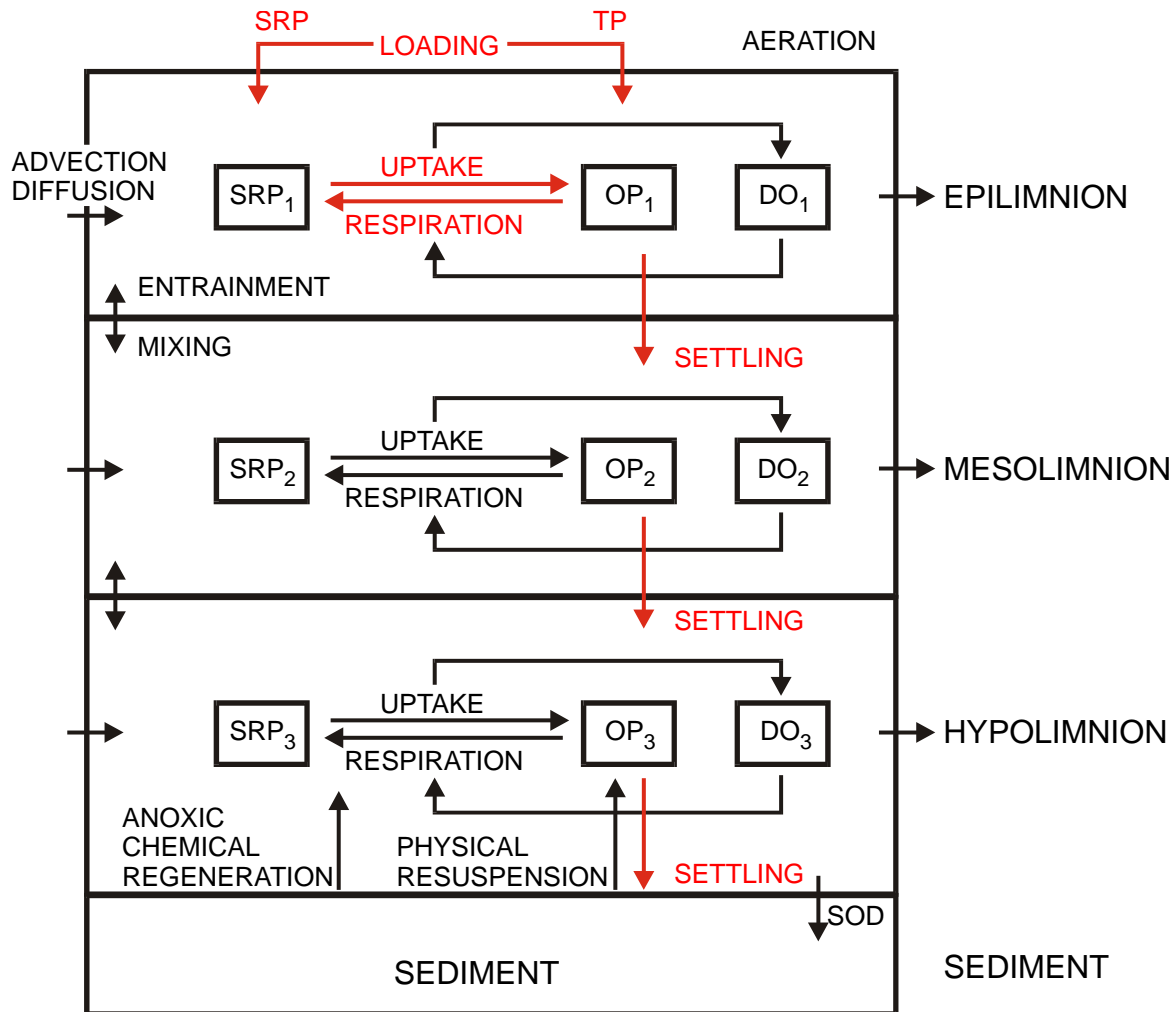 SRP
TP
LOADING
AERATION
ADVECTION
DIFFUSION
SRP₁
UPTAKE
RESPIRATION
OP₁
DO₁
EPILIMNION
ENTRAINMENT
MIXING
SETTLING
SRP₂
UPTAKE
RESPIRATION
OP₂
DO₂
MESOLIMNION
SETTLING
SRP₃
UPTAKE
RESPIRATION
OP₃
DO₃
HYPOLIMNION
ANOXIC
CHEMICAL
REGENERATION
PHYSICAL
RESUSPENSION
SETTLING
SOD
SEDIMENT
SEDIMENT